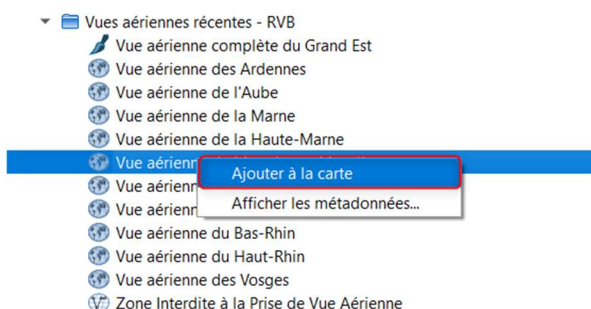 Vues aériennes récentes - RVB
Vue aérienne complète du Grand Est
Vue aérienne des Ardennes
Vue aérienne de l'Aube
Vue aérienne de la Marne
Vue aérienne de la Haute-Marne
Vue aérienn
Ajouter à la carte
Vue aérienn
Afficher les métadonnées...
Vue aérienn
Vue aérienne du Bas-Rhin
Vue aérienne du Haut-Rhin
Vue aérienne des Vosges
Zone Interdite à la Prise de Vue Aérienne